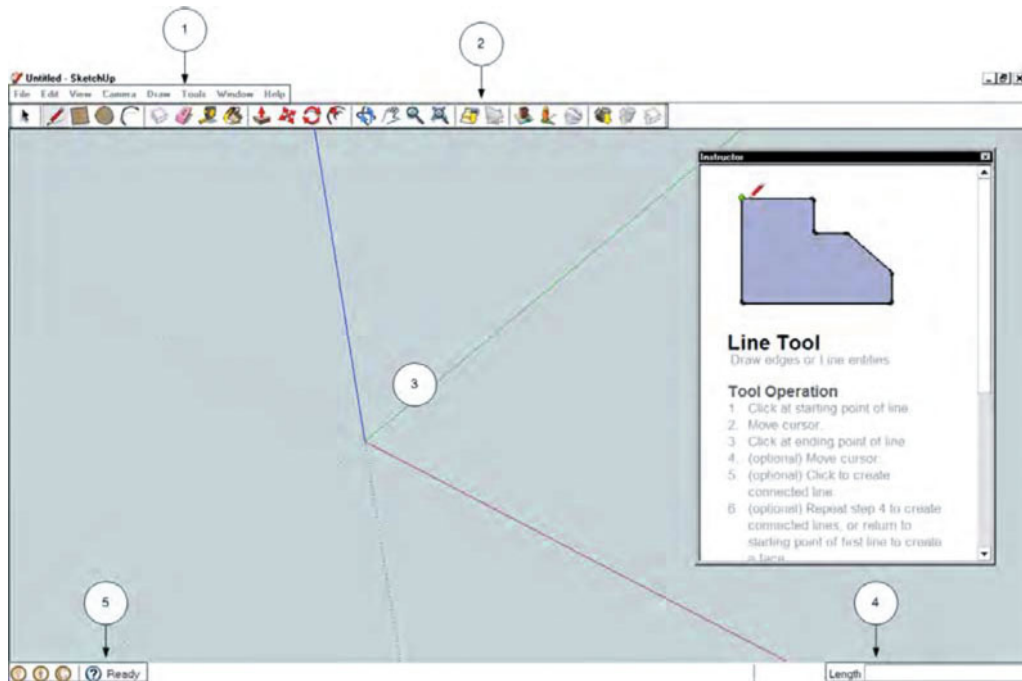 1
2
Untitled - SketchUp
File Edit View Camera Draw Tools Window Help
Instructor
Line Tool
Draw edges or Line entities
Tool Operation
1. Click at starting point of line
2. Move cursor.
3. Click at ending point of line
4. (optional) Move cursor.
5. (optional) Click to create
connected line.
6. (optional) Repeat step 4 to create
connected lines, or return to
starting point of first line to create
a face
3
5
4
Ready
Length